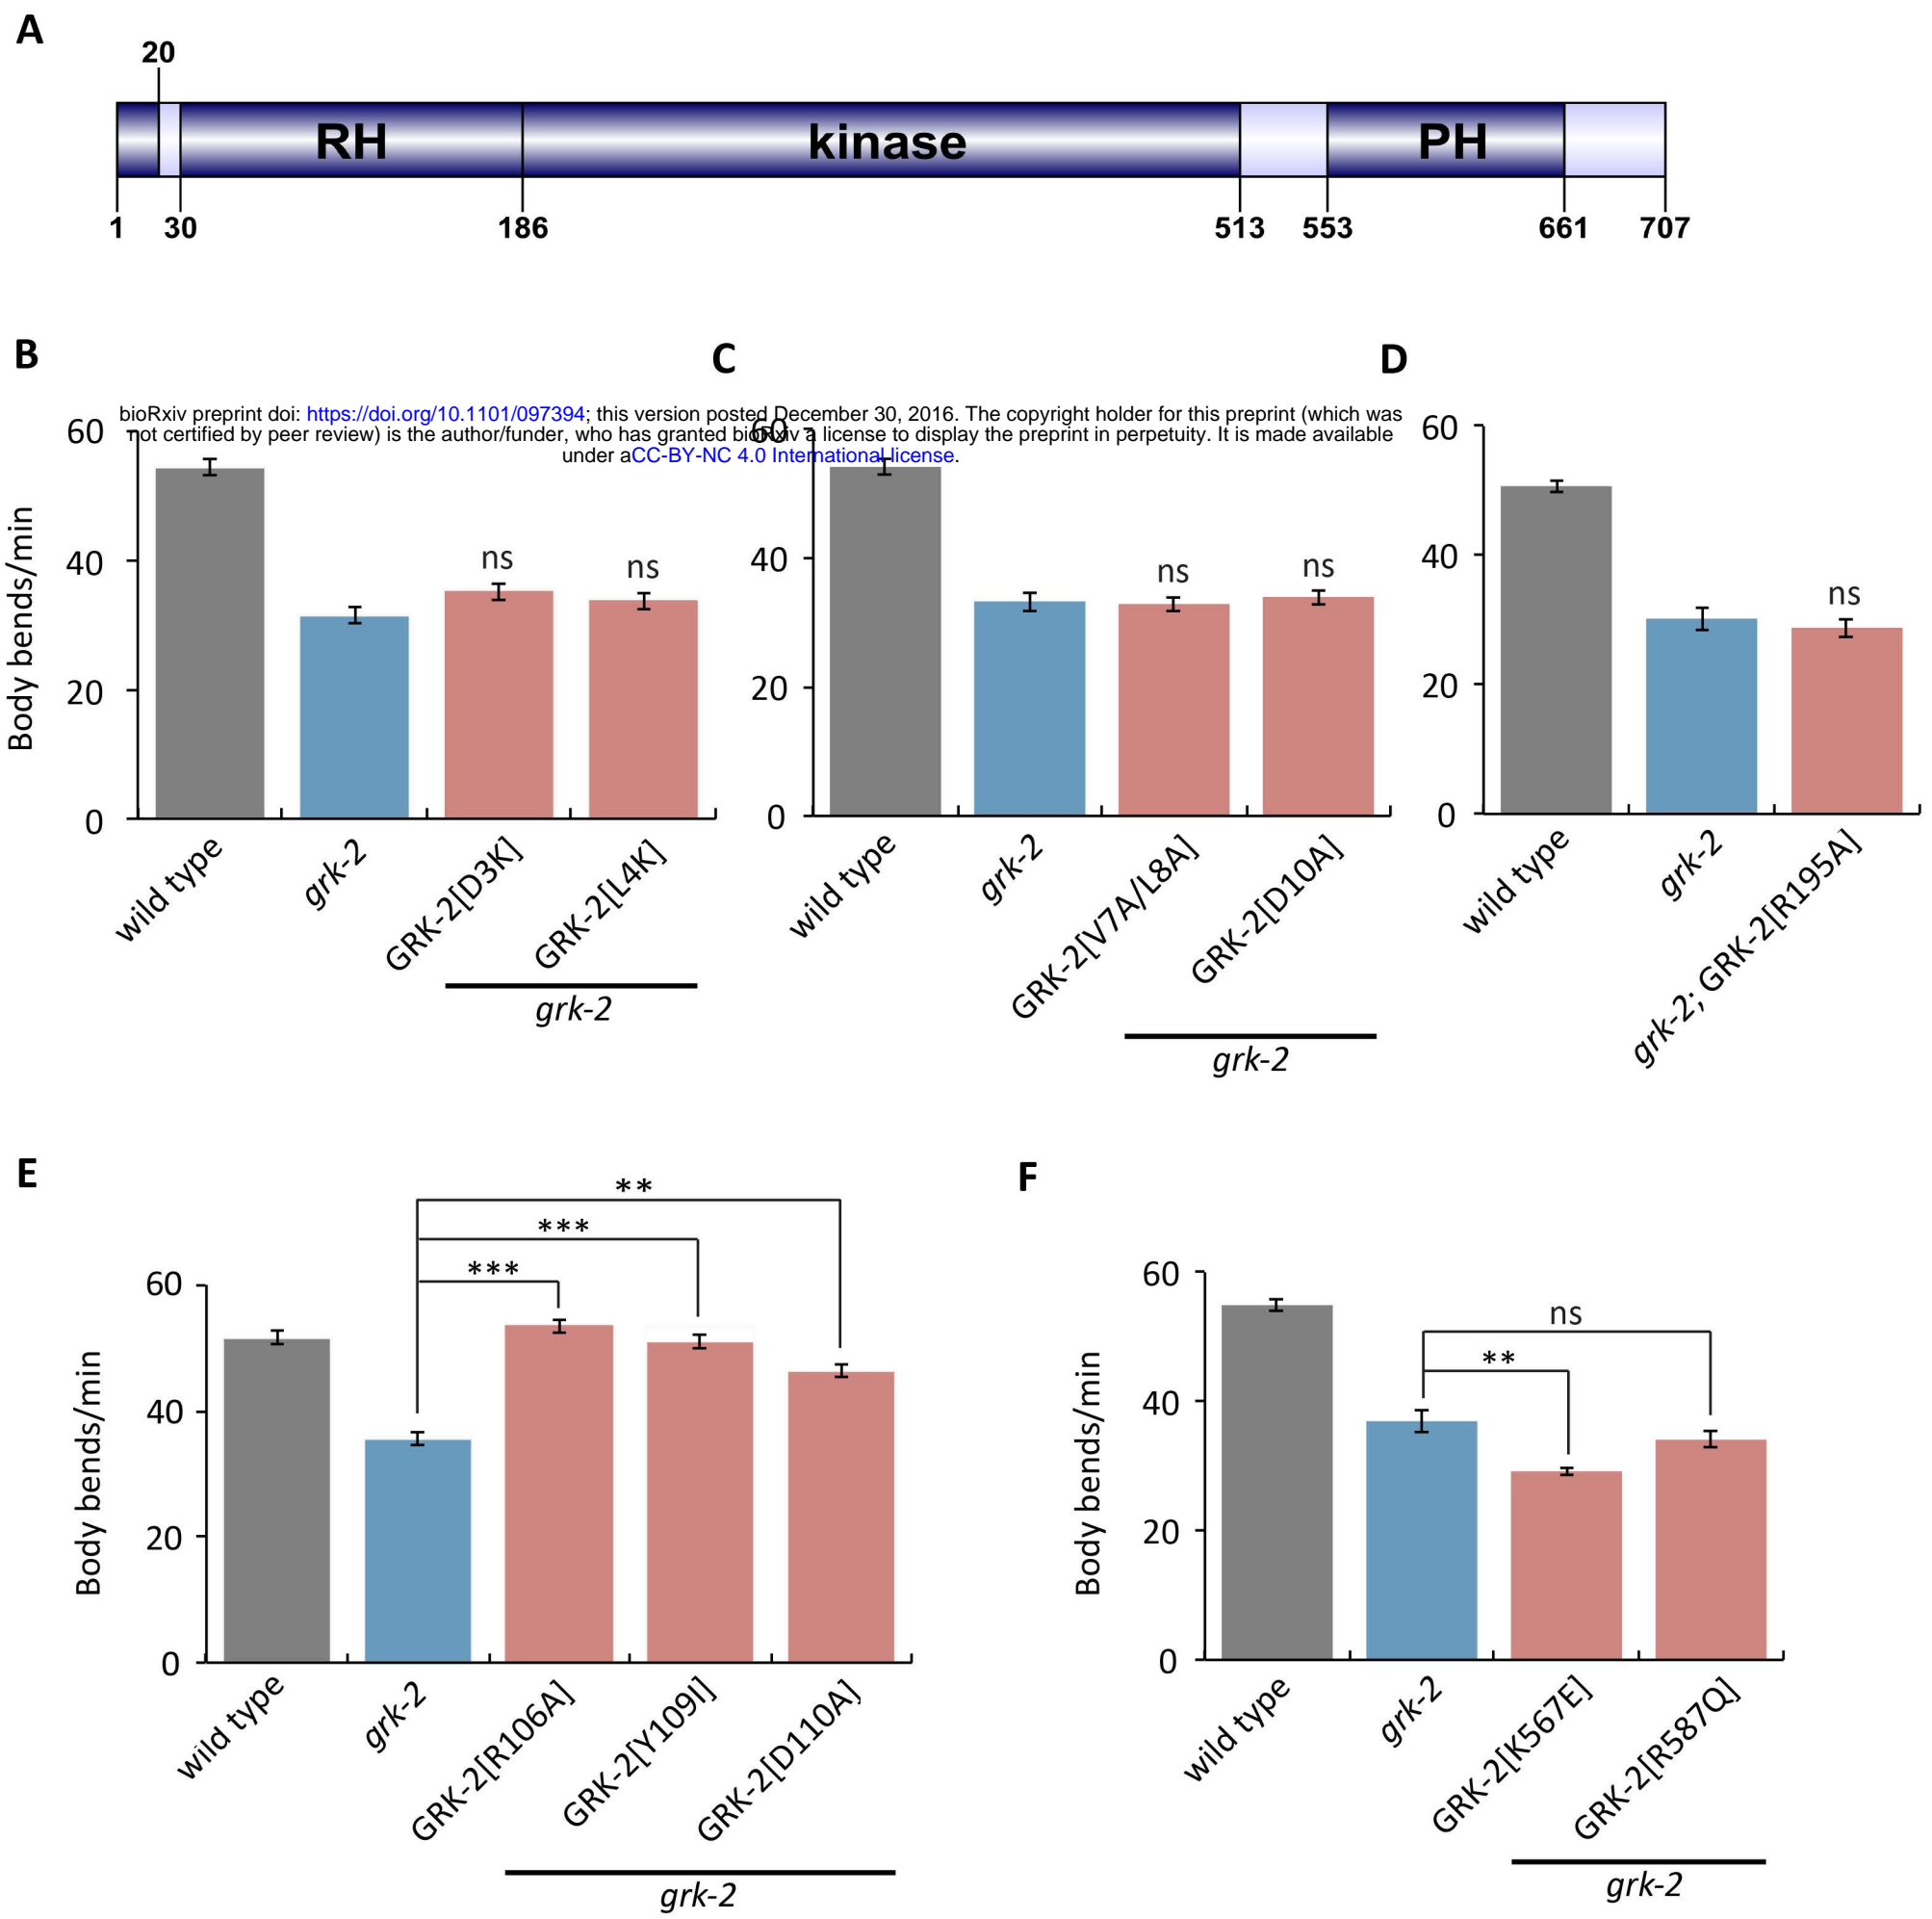 A
20
RH kinase PH
1 30 186 513 553 661 707
B C D
bioRxiv preprint doi: https://doi.org/10.1101/097394; this version posted December 30, 2016. The copyright holder for this preprint (which was
not certified by peer review) is the author/funder, who has granted bioRxiv a license to display the preprint in perpetuity. It is made available
under aCC-BY-NC 4.0 International license.
Body bends/min
60
40
20
0
ns
ns
wild type
grk-2
GRK-2[D3K]
GRK-2[L4K]
grk-2
60
40
20
0
ns
ns
wild type
grk-2
GRK-2[V7A/L8A]
GRK-2[D10A]
grk-2
60
40
20
0
ns
wild type
grk-2
grk-2; GRK-2[R195A]
E
Body bends/min
60
40
20
0
**
***
***
wild type
grk-2
GRK-2[R106A]
GRK-2[Y109I]
GRK-2[D110A]
grk-2
F
Body bends/min
60
40
20
0
ns
**
wild type
grk-2
GRK-2[K567E]
GRK-2[R587Q]
grk-2